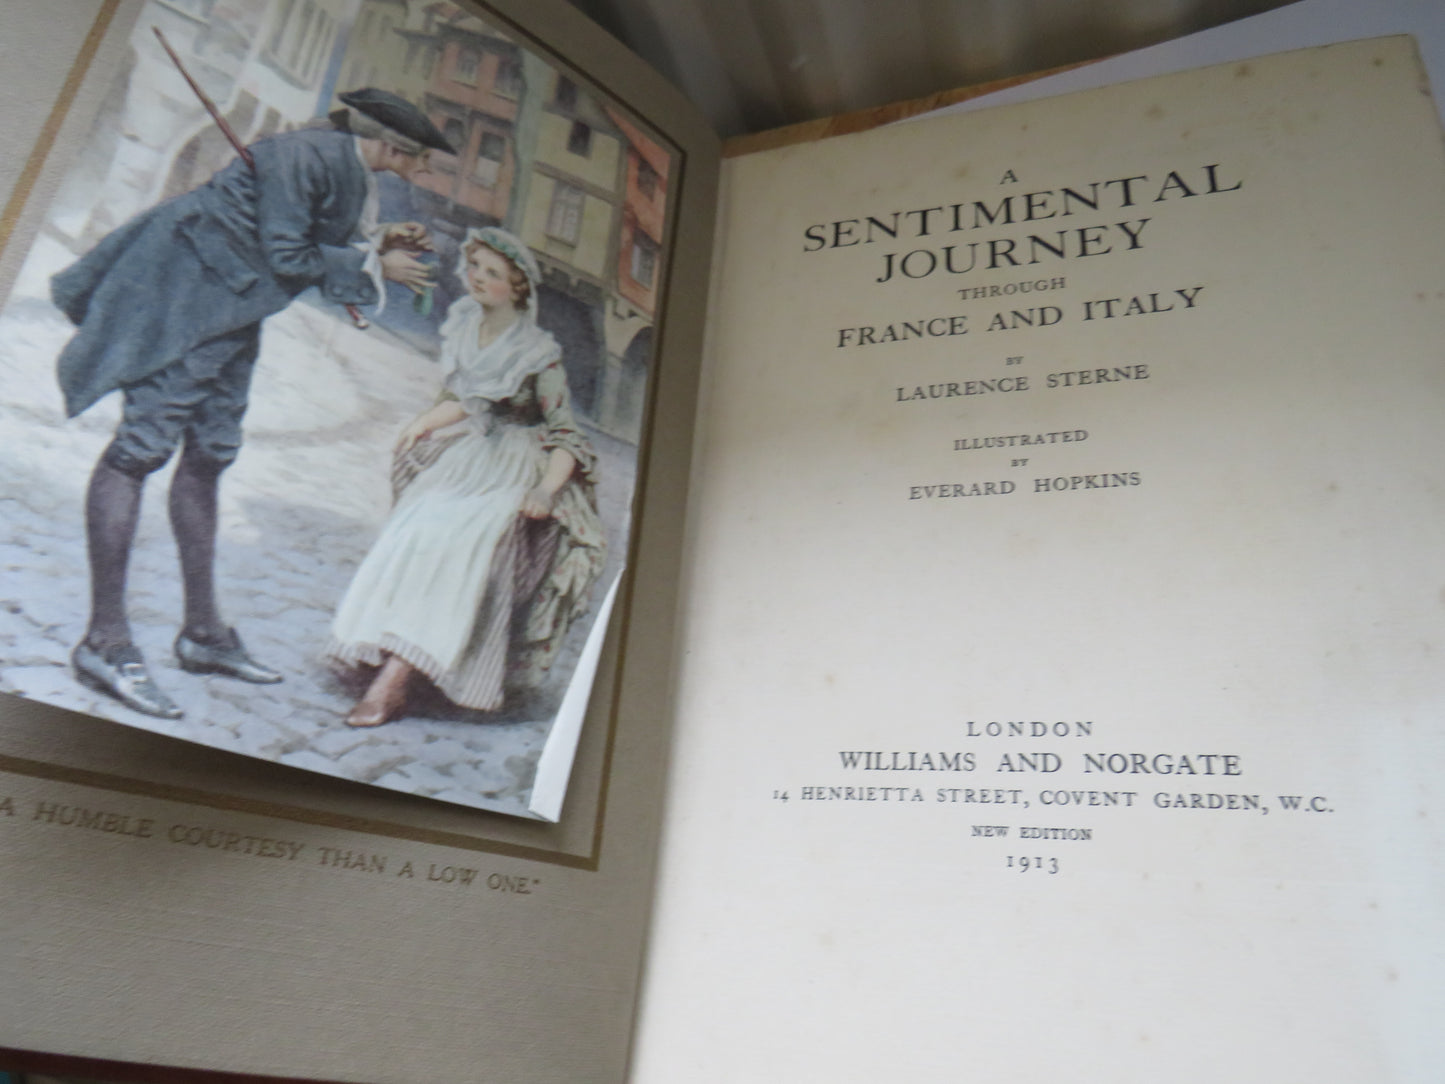 A HUMBLE COURTESY THAN A LOW ONE."
A
SENTIMENTAL
JOURNEY
THROUGH
FRANCE AND ITALY
BY
LAURENCE STERNE
ILLUSTRATED
BY
EVERARD HOPKINS
LONDON
WILLIAMS AND NORGATE
14 HENRIETTA STREET, COVENT GARDEN, W.C.
NEW EDITION
1913